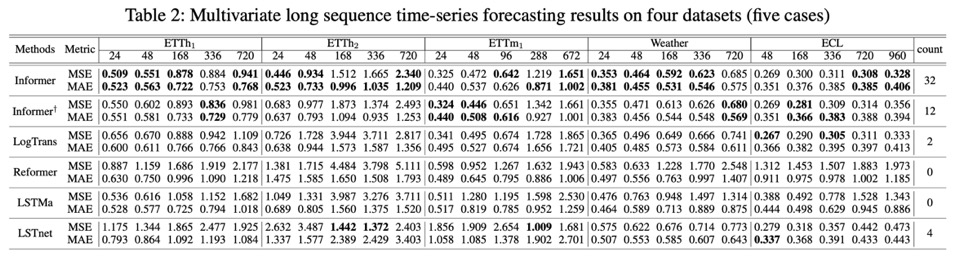 Table 2: Multivariate long sequence time-series forecasting results on four datasets (five cases)
Methods Metric ETTh1 ETTh2 ETTm1 Weather ECL count
24 48 168 336 720 24 48 168 336 720 24 48 96 288 672 24 48 168 336 720 48 168 336 720 960
Informer MSE 0.509 0.551 0.878 0.884 0.941 0.446 0.934 1.512 1.665 2.340 0.325 0.472 0.642 1.219 1.651 0.353 0.464 0.592 0.623 0.685 0.269 0.300 0.311 0.308 0.328 32
MAE 0.523 0.563 0.722 0.753 0.768 0.523 0.733 0.996 1.035 1.209 0.440 0.537 0.626 0.871 1.002 0.381 0.455 0.531 0.546 0.575 0.351 0.376 0.385 0.385 0.406
Informer† MSE 0.550 0.602 0.893 0.836 0.981 0.683 0.977 1.873 1.374 2.493 0.324 0.446 0.651 1.342 1.661 0.355 0.471 0.613 0.626 0.680 0.269 0.281 0.309 0.314 0.356 12
MAE 0.551 0.581 0.733 0.729 0.779 0.637 0.793 1.094 0.935 1.253 0.440 0.508 0.616 0.927 1.001 0.383 0.456 0.544 0.548 0.569 0.351 0.366 0.383 0.388 0.394
LogTrans MSE 0.656 0.670 0.888 0.942 1.109 0.726 1.728 3.944 3.711 2.817 0.341 0.495 0.674 1.728 1.865 0.365 0.496 0.649 0.666 0.741 0.267 0.290 0.305 0.311 0.333 2
MAE 0.600 0.611 0.766 0.766 0.843 0.638 0.944 1.573 1.587 1.356 0.495 0.527 0.674 1.656 1.721 0.405 0.485 0.573 0.584 0.611 0.366 0.382 0.395 0.397 0.413
Reformer MSE 0.887 1.159 1.686 1.919 2.177 1.381 1.715 4.484 3.798 5.111 0.598 0.952 1.267 1.632 1.943 0.583 0.633 1.228 1.770 2.548 1.312 1.453 1.507 1.883 1.973 0
MAE 0.630 0.750 0.996 1.090 1.218 1.475 1.585 1.650 1.508 1.793 0.489 0.645 0.795 0.886 1.006 0.497 0.556 0.763 0.997 1.407 0.911 0.975 0.978 1.002 1.185
LSTMa MSE 0.536 0.616 1.058 1.152 1.682 1.049 1.331 3.987 3.276 3.711 0.511 1.280 1.195 1.598 2.530 0.476 0.763 0.948 1.497 1.314 0.388 0.492 0.778 1.528 1.343 0
MAE 0.528 0.577 0.725 0.794 1.018 0.689 0.805 1.560 1.375 1.520 0.517 0.819 0.785 0.952 1.259 0.464 0.589 0.713 0.889 0.875 0.444 0.498 0.629 0.945 0.886
LSTnet MSE 1.175 1.344 1.865 2.477 1.925 2.632 3.487 1.442 1.372 2.403 1.856 1.909 2.654 1.009 1.681 0.575 0.622 0.676 0.714 0.773 0.279 0.318 0.357 0.442 0.473 4
MAE 0.793 0.864 1.092 1.193 1.084 1.337 1.577 2.389 2.429 3.403 1.058 1.085 1.378 1.902 2.701 0.507 0.553 0.585 0.607 0.643 0.337 0.368 0.391 0.433 0.443